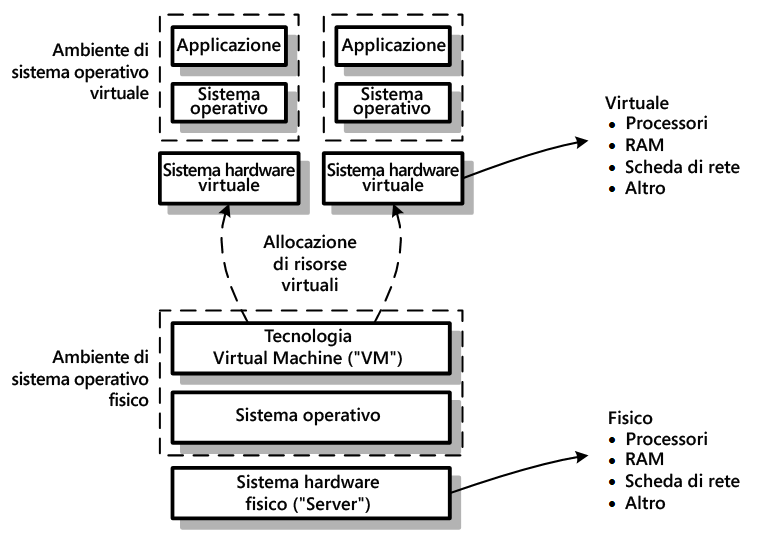 Ambiente di
sistema operativo
virtuale
Applicazione
Sistema
operativo
Applicazione
Sistema
operativo
Sistema hardware
virtuale
Sistema hardware
virtuale
Virtuale
• Processori
• RAM
• Scheda di rete
• Altro
Allocazione
di risorse
virtuali
Ambiente di
sistema operativo
fisico
Tecnologia
Virtual Machine ("VM")
Sistema operativo
Sistema hardware
fisico ("Server")
Fisico
• Processori
• RAM
• Scheda di rete
• Altro